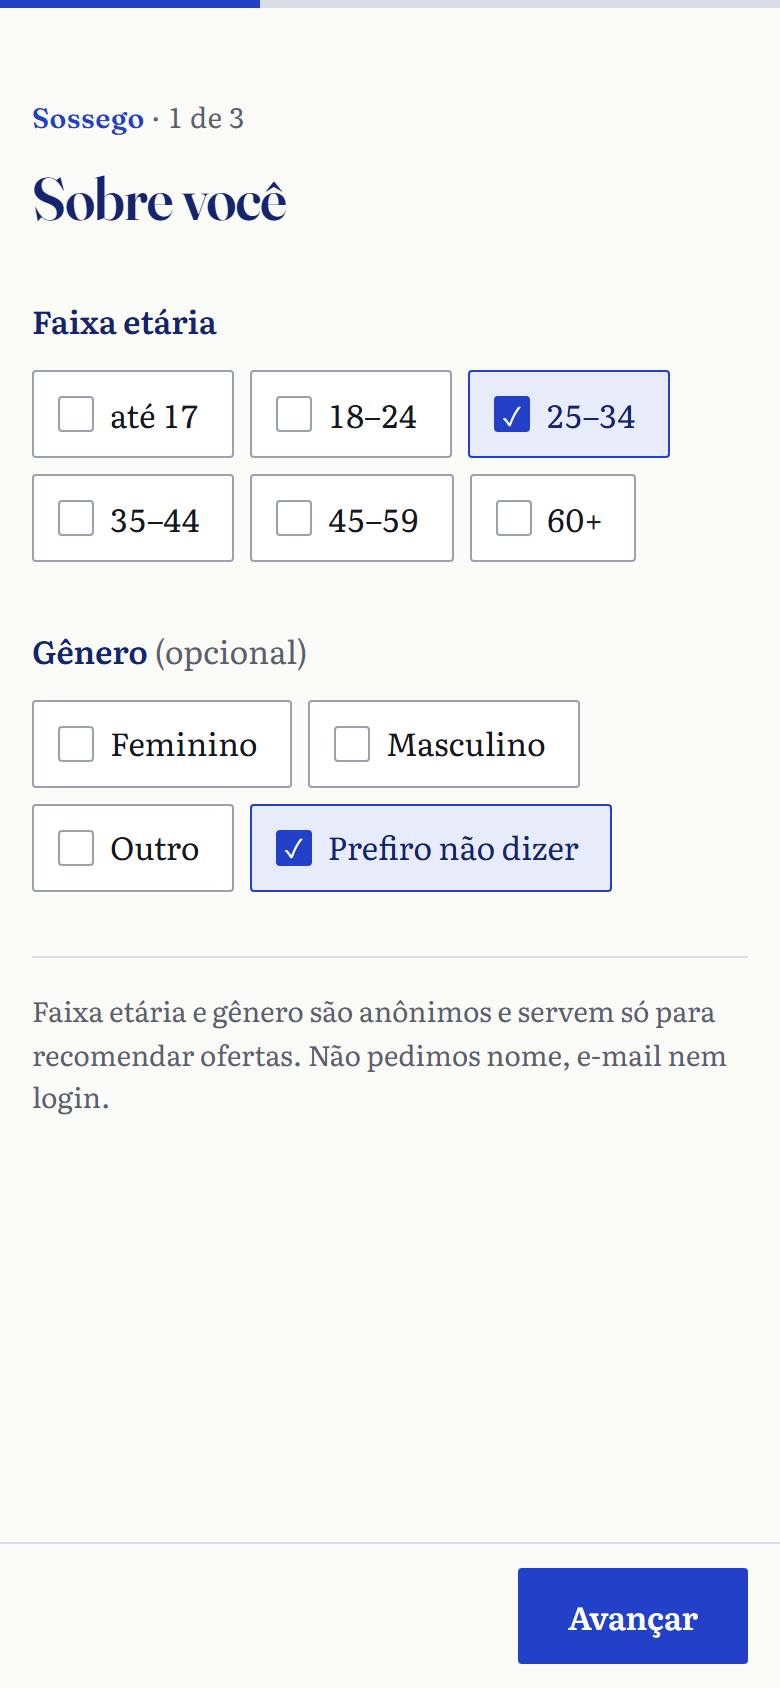 Sossego · 1 de 3
Sobre você
Faixa etária
até 17
18–24
25–34
35–44
45–59
60+
Gênero (opcional)
Feminino
Masculino
Outro
Prefiro não dizer
Faixa etária e gênero são anônimos e servem só para
recomendar ofertas. Não pedimos nome, e-mail nem
login.
Avançar